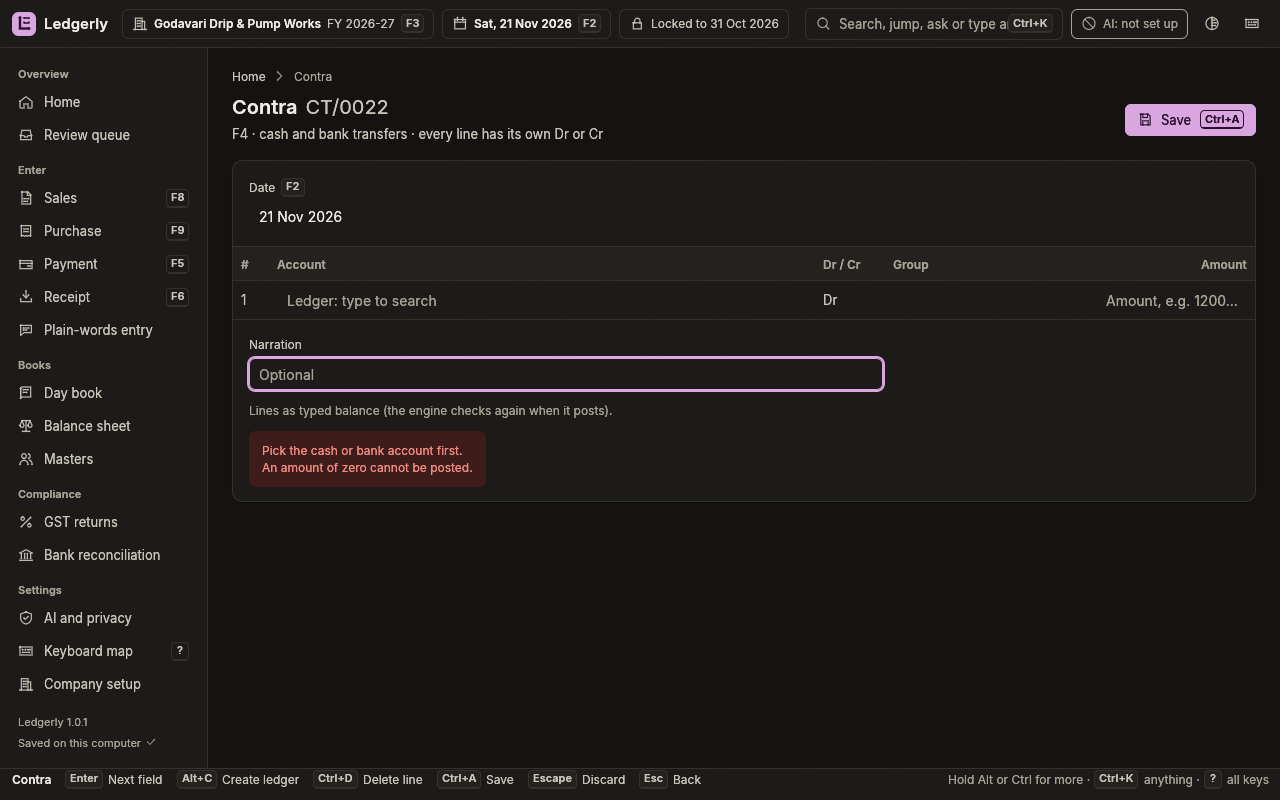 Ledgerly
Godavari Drip & Pump Works FY 2026-27 F3
Sat, 21 Nov 2026 F2
Locked to 31 Oct 2026
Search, jump, ask or type a Ctrl+K
AI: not set up
Overview
Home
Review queue
Enter
Sales F8
Purchase F9
Payment F5
Receipt F6
Plain-words entry
Books
Day book
Balance sheet
Masters
Compliance
GST returns
Bank reconciliation
Settings
AI and privacy
Keyboard map ?
Company setup
Ledgerly 1.0.1
Saved on this computer
Home > Contra
Contra CT/0022
F4 · cash and bank transfers · every line has its own Dr or Cr
Save Ctrl+A
Date F2
21 Nov 2026
# Account Dr / Cr Group Amount
1 Ledger: type to search Dr Amount, e.g. 1200...
Narration
Optional
Lines as typed balance (the engine checks again when it posts).
Pick the cash or bank account first.
An amount of zero cannot be posted.
Contra Enter Next field Alt+C Create ledger Ctrl+D Delete line Ctrl+A Save Escape Discard Esc Back
Hold Alt or Ctrl for more · Ctrl+K anything · ? all keys